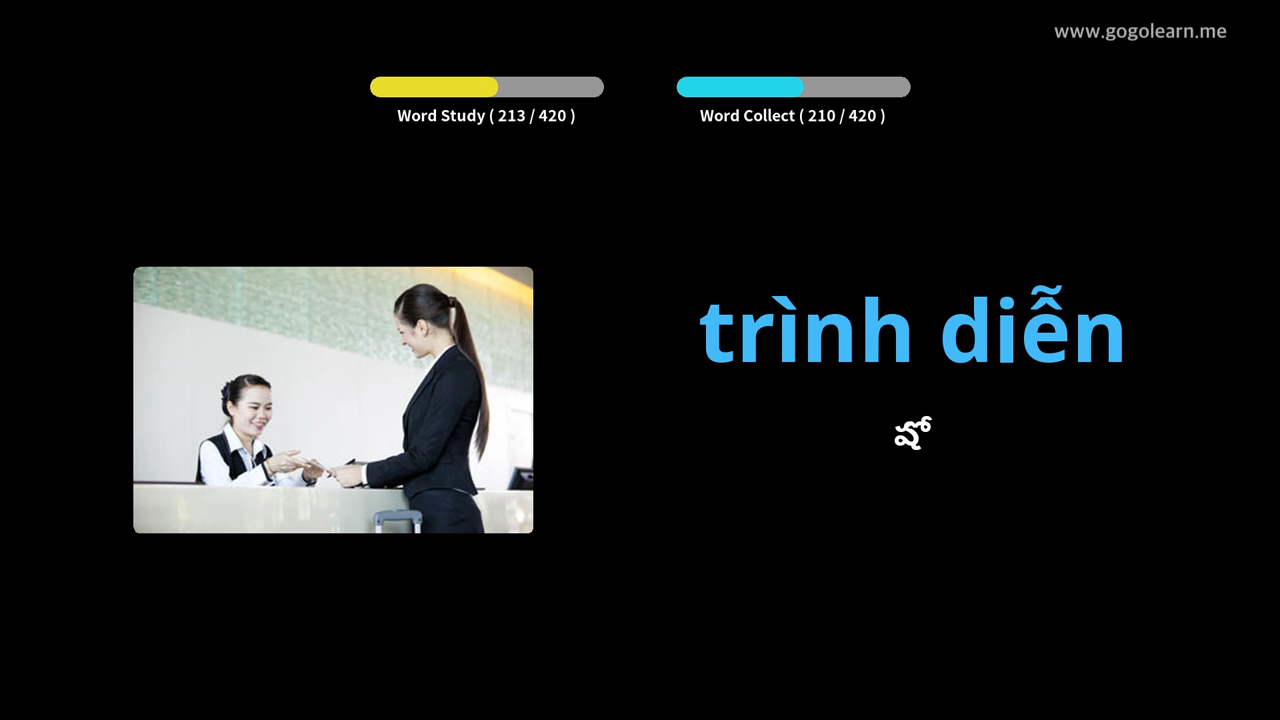 www.gogolearn.me
Word Study ( 213 / 420 )
Word Collect ( 210 / 420 )
trình diễn
షో